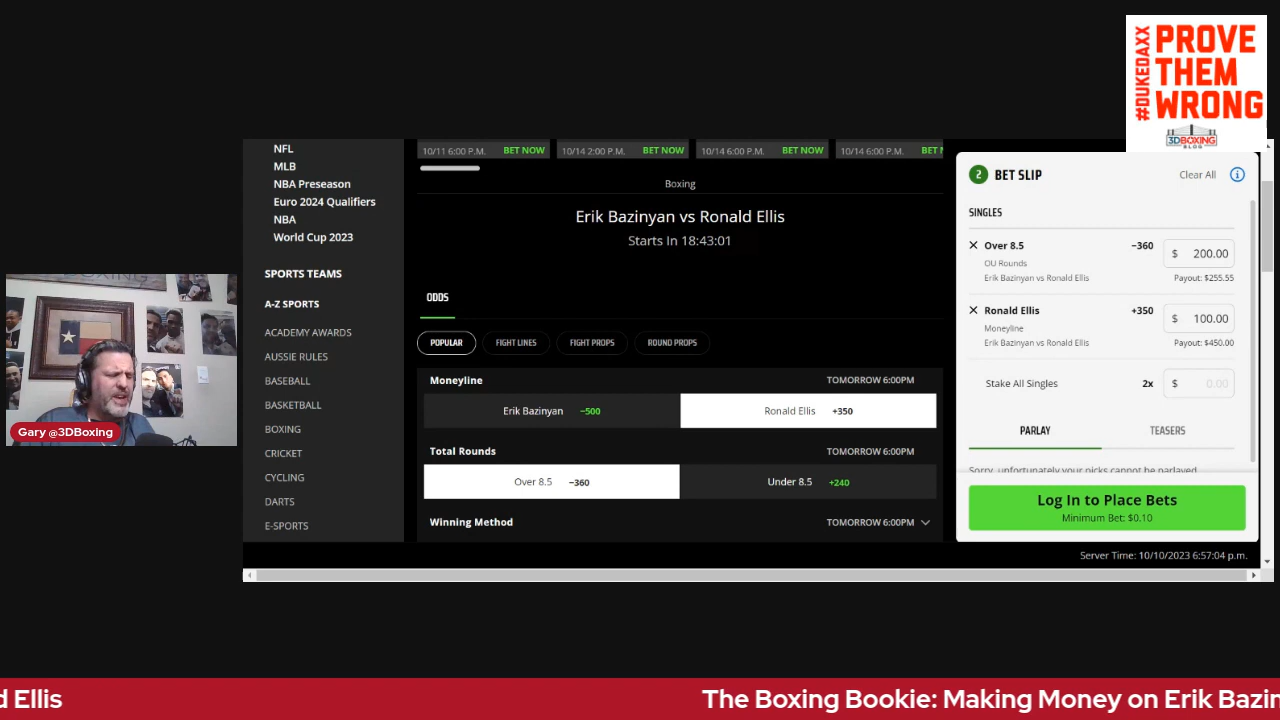 #DUKEDAXX
PROVE
THEM
WRONG
3DBOXING
BLOG
NFL
MLB
NBA Preseason
Euro 2024 Qualifiers
NBA
World Cup 2023
SPORTS TEAMS
A-Z SPORTS
ACADEMY AWARDS
AUSSIE RULES
BASEBALL
BASKETBALL
BOXING
CRICKET
CYCLING
DARTS
E-SPORTS
10/11 6:00 P.M. BET NOW
10/14 2:00 P.M. BET NOW
10/14 6:00 P.M. BET NOW
10/14 6:00 P.M. BET
Boxing
Erik Bazinyan vs Ronald Ellis
Starts In 18:43:01
ODDS
POPULAR FIGHT LINES FIGHT PROPS ROUND PROPS
Moneyline TOMORROW 6:00PM
Erik Bazinyan −500 Ronald Ellis +350
Total Rounds TOMORROW 6:00PM
Over 8.5 −360 Under 8.5 +240
Winning Method TOMORROW 6:00PM
2 BET SLIP Clear All
SINGLES
Over 8.5 −360 $ 200.00
OU Rounds
Erik Bazinyan vs Ronald Ellis Payout: $255.55
Ronald Ellis +350 $ 100.00
Moneyline
Erik Bazinyan vs Ronald Ellis Payout: $450.00
Stake All Singles 2x $ 0.00
PARLAY TEASERS
Sorry, unfortunately your picks cannot be parlayed
Log In to Place Bets
Minimum Bet: $0.10
Server Time: 10/10/2023 6:57:04 p.m.
Gary @3DBoxing
d Ellis The Boxing Bookie: Making Money on Erik Bazin